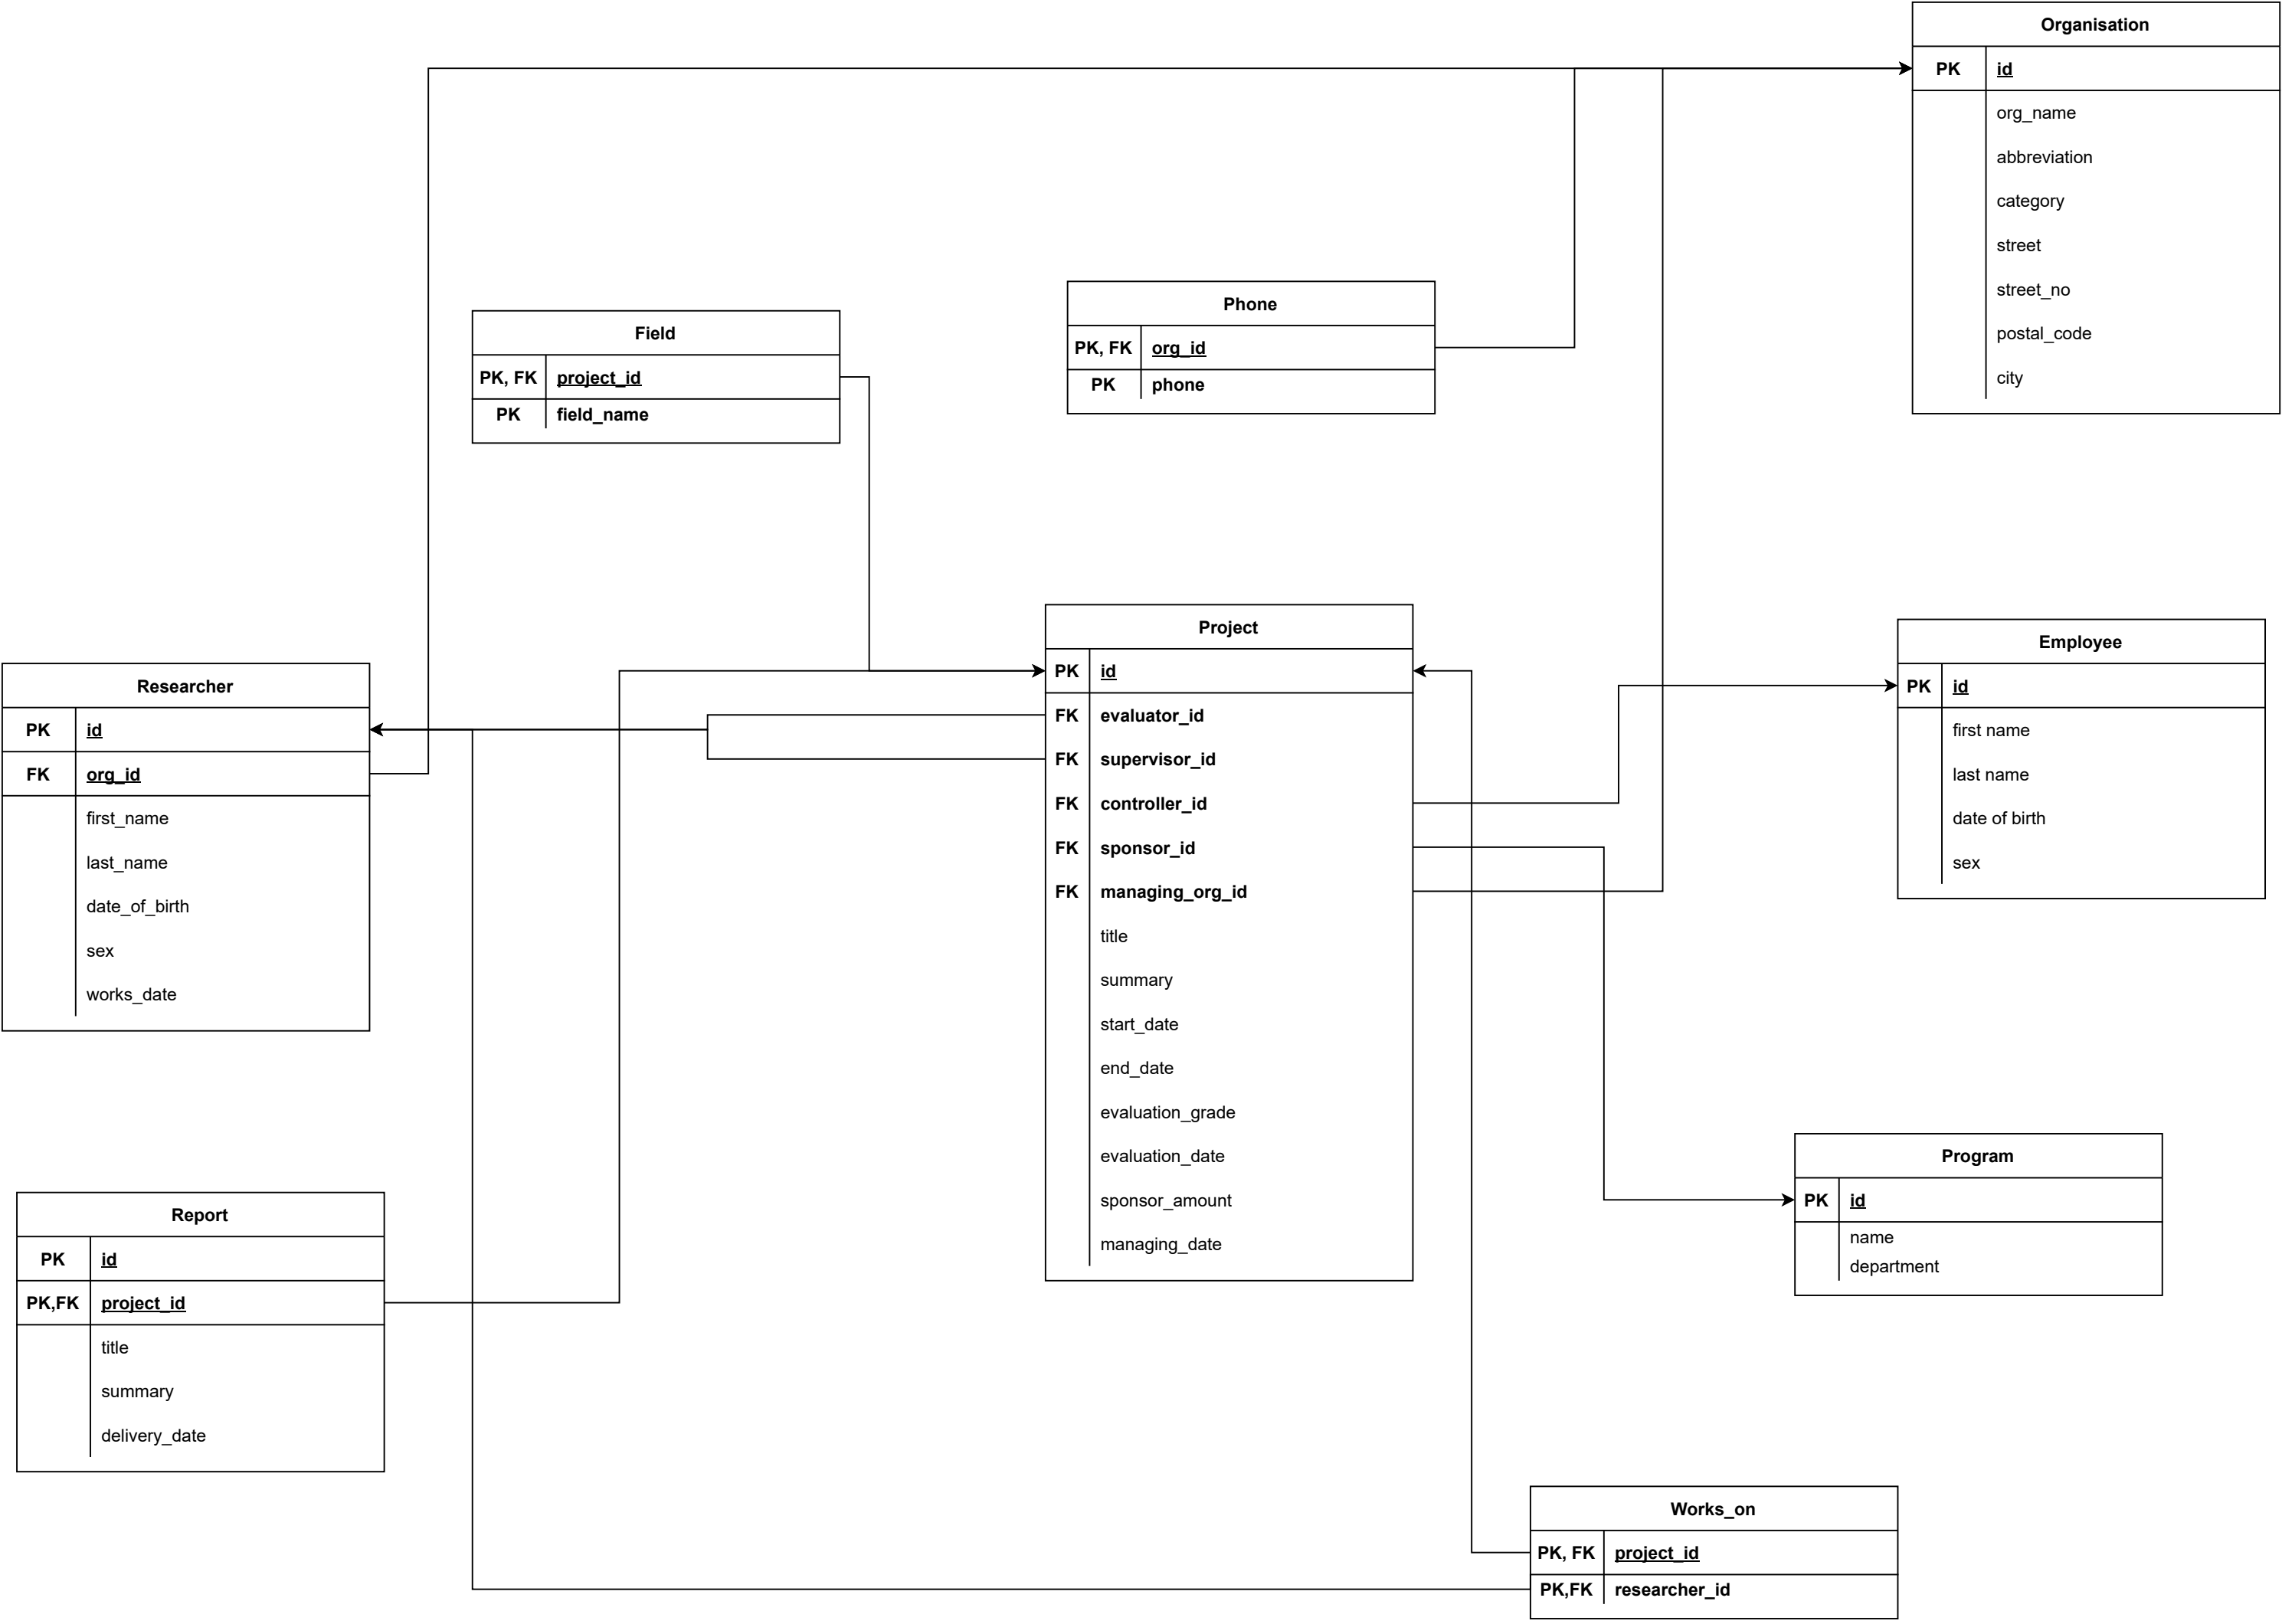 Organisation
PK id
org_name
abbreviation
category
street
street_no
postal_code
city
Phone
PK, FK org_id
PK phone
Field
PK, FK project_id
PK field_name
Project
PK id
FK evaluator_id
FK supervisor_id
FK controller_id
FK sponsor_id
FK managing_org_id
title
summary
start_date
end_date
evaluation_grade
evaluation_date
sponsor_amount
managing_date
Employee
PK id
first name
last name
date of birth
sex
Researcher
PK id
FK org_id
first_name
last_name
date_of_birth
sex
works_date
Program
PK id
name
department
Report
PK id
PK,FK project_id
title
summary
delivery_date
Works_on
PK, FK project_id
PK,FK researcher_id